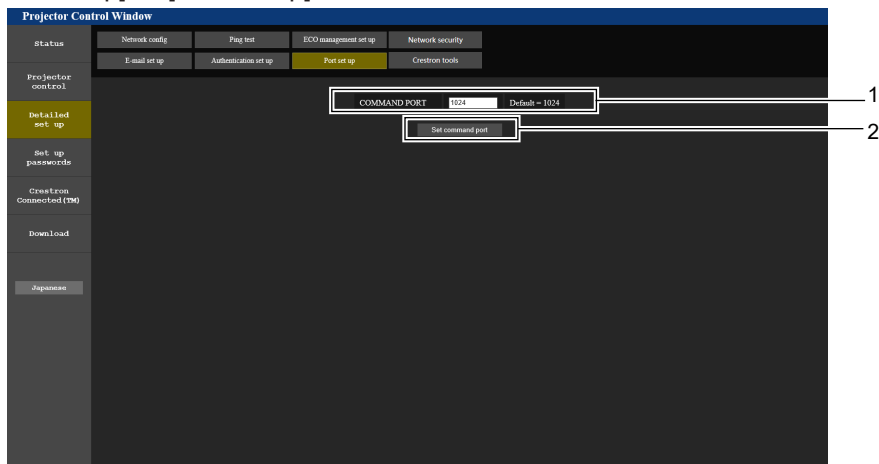 Projector Control Window
Status
Network config
Ping test
ECO management set up
Network security
E-mail set up
Authentication set up
Port set up
Crestron tools
Projector
control
Detailed
set up
Set up
passwords
Crestron
Connected(TM)
Download
Japanese
COMMAND PORT 1024 Default = 1024
1
Set command port
2